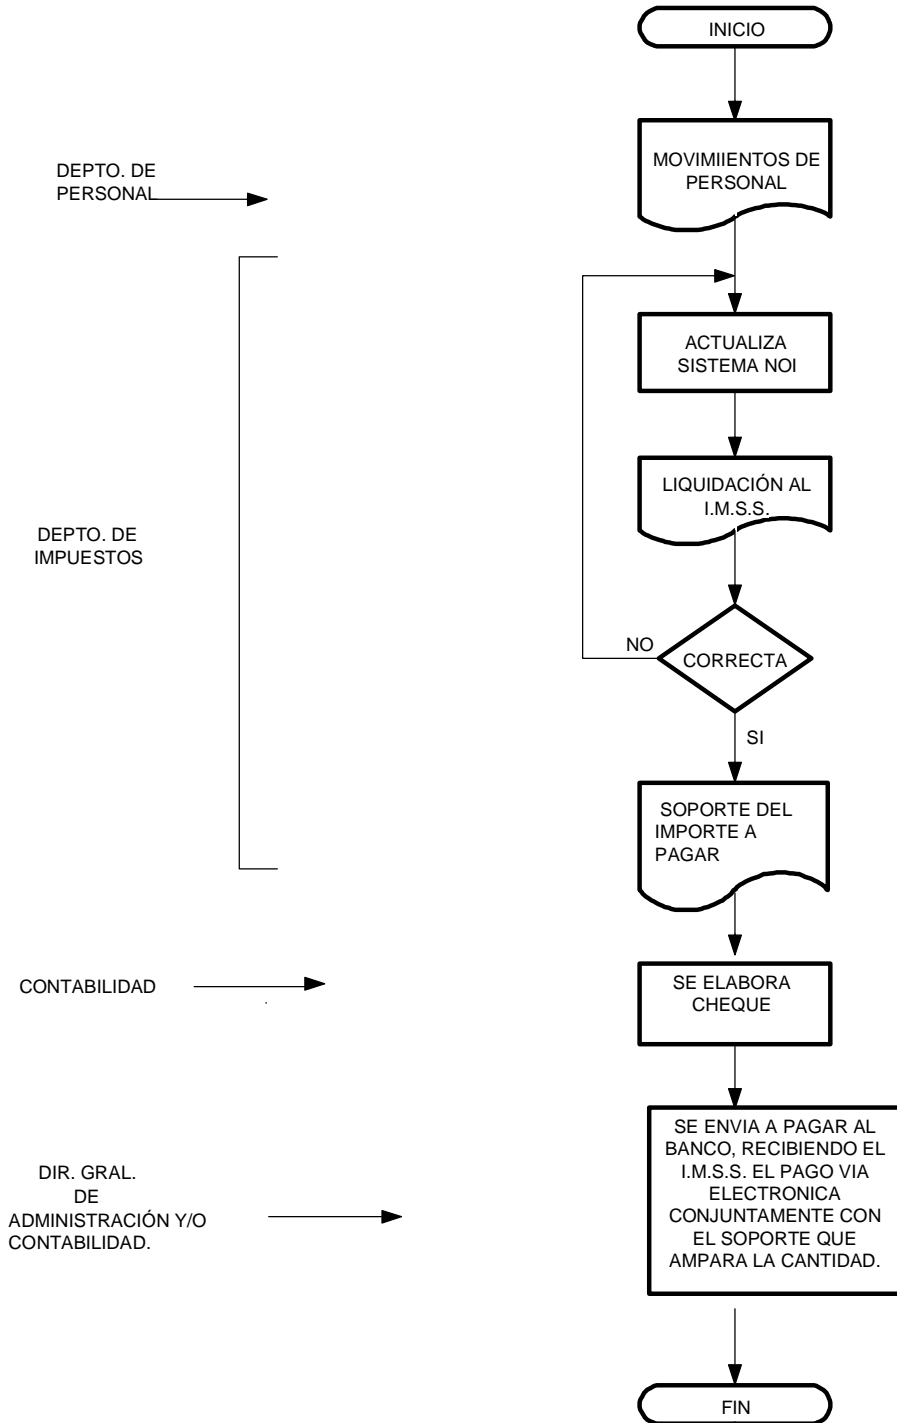 INICIO
DEPTO. DE
PERSONAL
MOVIMIIENTOS DE
PERSONAL
ACTUALIZA
SISTEMA NOI
LIQUIDACIÓN AL
I.M.S.S.
DEPTO. DE
IMPUESTOS
NO
CORRECTA
SI
SOPORTE DEL
IMPORTE A
PAGAR
CONTABILIDAD
SE ELABORA
CHEQUE
DIR. GRAL.
DE
ADMINISTRACIÓN Y/O
CONTABILIDAD.
SE ENVIA A PAGAR AL
BANCO, RECIBIENDO EL
I.M.S.S. EL PAGO VIA
ELECTRONICA
CONJUNTAMENTE CON
EL SOPORTE QUE
AMPARA LA CANTIDAD.
FIN